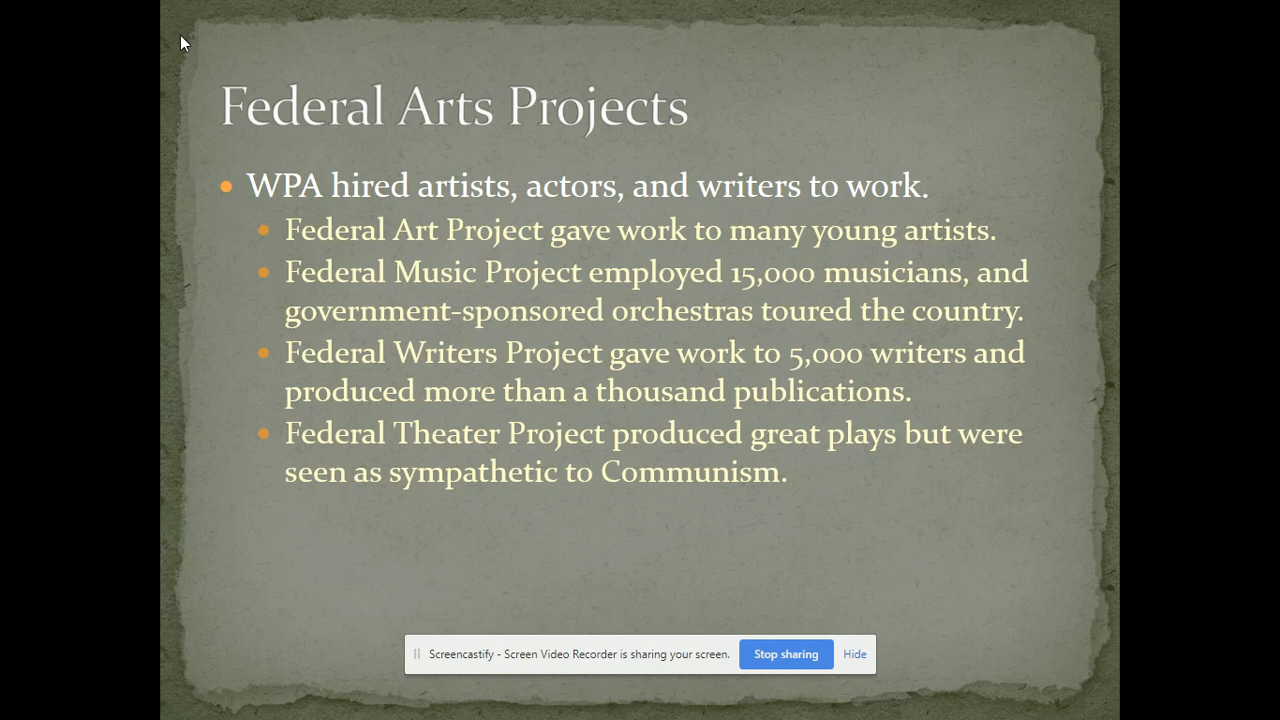 Federal Arts Projects
WPA hired artists, actors, and writers to work.
Federal Art Project gave work to many young artists.
Federal Music Project employed 15,000 musicians, and
government-sponsored orchestras toured the country.
Federal Writers Project gave work to 5,000 writers and
produced more than a thousand publications.
Federal Theater Project produced great plays but were
seen as sympathetic to Communism.
Screencastify - Screen Video Recorder is sharing your screen. Stop sharing Hide